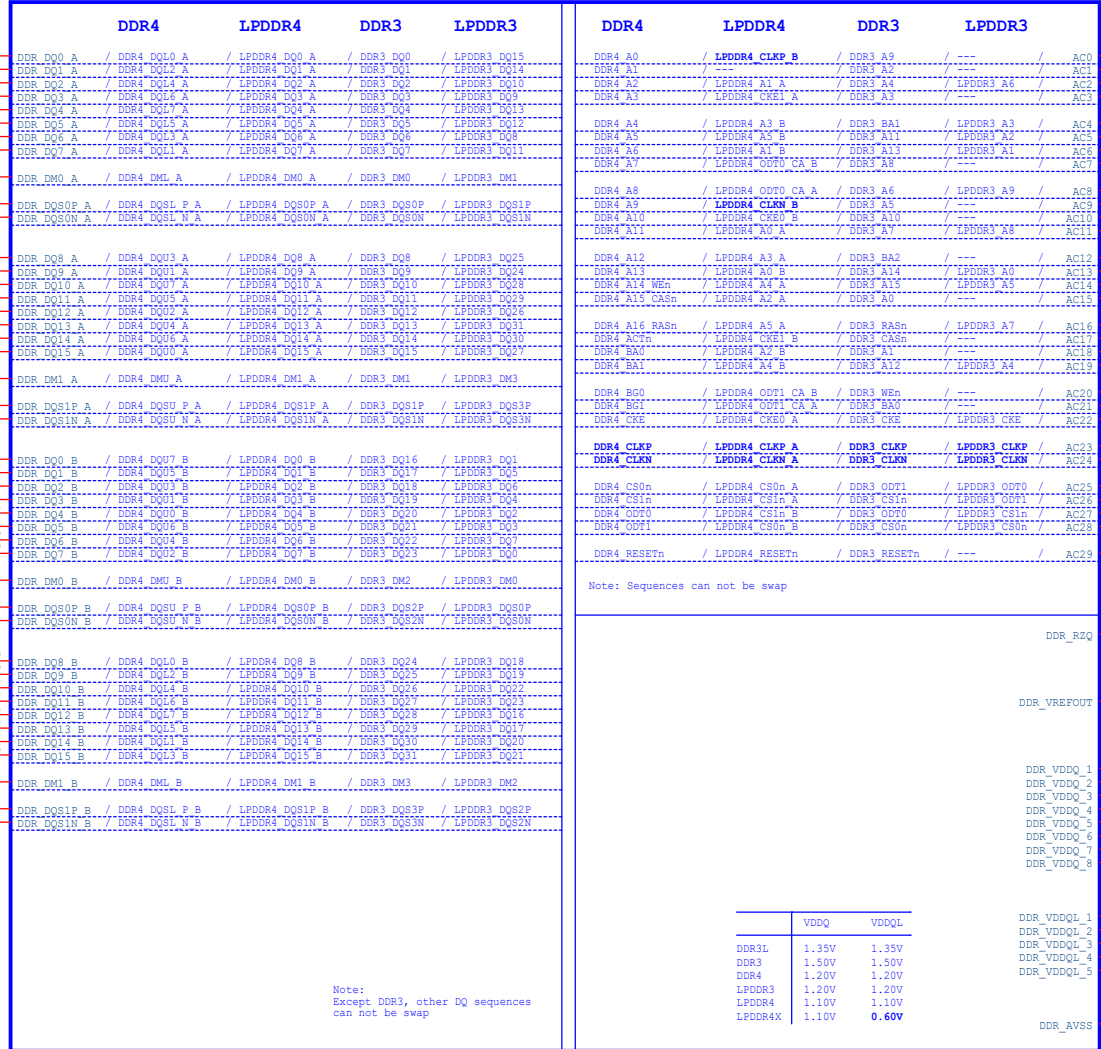 DDR4 LPDDR4 DDR3 LPDDR3
DDR_DQ0_A / DDR4_DQL0_A / LPDDR4_DQ0_A / DDR3_DQ0 / LPDDR3_DQ15
DDR_DQ1_A / DDR4_DQL2_A / LPDDR4_DQ1_A / DDR3_DQ1 / LPDDR3_DQ14
DDR_DQ2_A / DDR4_DQL4_A / LPDDR4_DQ2_A / DDR3_DQ2 / LPDDR3_DQ10
DDR_DQ3_A / DDR4_DQL6_A / LPDDR4_DQ3_A / DDR3_DQ3 / LPDDR3_DQ9
DDR_DQ4_A / DDR4_DQL7_A / LPDDR4_DQ4_A / DDR3_DQ4 / LPDDR3_DQ13
DDR_DQ5_A / DDR4_DQL5_A / LPDDR4_DQ5_A / DDR3_DQ5 / LPDDR3_DQ12
DDR_DQ6_A / DDR4_DQL3_A / LPDDR4_DQ6_A / DDR3_DQ6 / LPDDR3_DQ8
DDR_DQ7_A / DDR4_DQL1_A / LPDDR4_DQ7_A / DDR3_DQ7 / LPDDR3_DQ11
DDR_DM0_A / DDR4_DML_A / LPDDR4_DM0_A / DDR3_DM0 / LPDDR3_DM1
DDR_DQS0P_A / DDR4_DQSL_P_A / LPDDR4_DQS0P_A / DDR3_DQS0P / LPDDR3_DQS1P
DDR_DQS0N_A / DDR4_DQSL_N_A / LPDDR4_DQS0N_A / DDR3_DQS0N / LPDDR3_DQS1N
DDR_DQ8_A / DDR4_DQU3_A / LPDDR4_DQ8_A / DDR3_DQ8 / LPDDR3_DQ25
DDR_DQ9_A / DDR4_DQU1_A / LPDDR4_DQ9_A / DDR3_DQ9 / LPDDR3_DQ24
DDR_DQ10_A / DDR4_DQU7_A / LPDDR4_DQ10_A / DDR3_DQ10 / LPDDR3_DQ28
DDR_DQ11_A / DDR4_DQU5_A / LPDDR4_DQ11_A / DDR3_DQ11 / LPDDR3_DQ29
DDR_DQ12_A / DDR4_DQU2_A / LPDDR4_DQ12_A / DDR3_DQ12 / LPDDR3_DQ26
DDR_DQ13_A / DDR4_DQU4_A / LPDDR4_DQ13_A / DDR3_DQ13 / LPDDR3_DQ31
DDR_DQ14_A / DDR4_DQU6_A / LPDDR4_DQ14_A / DDR3_DQ14 / LPDDR3_DQ30
DDR_DQ15_A / DDR4_DQU0_A / LPDDR4_DQ15_A / DDR3_DQ15 / LPDDR3_DQ27
DDR_DM1_A / DDR4_DMU_A / LPDDR4_DM1_A / DDR3_DM1 / LPDDR3_DM3
DDR_DQS1P_A / DDR4_DQSU_P_A / LPDDR4_DQS1P_A / DDR3_DQS1P / LPDDR3_DQS3P
DDR_DQS1N_A / DDR4_DQSU_N_A / LPDDR4_DQS1N_A / DDR3_DQS1N / LPDDR3_DQS3N
DDR_DQ0_B / DDR4_DQU7_B / LPDDR4_DQ0_B / DDR3_DQ16 / LPDDR3_DQ1
DDR_DQ1_B / DDR4_DQU5_B / LPDDR4_DQ1_B / DDR3_DQ17 / LPDDR3_DQ5
DDR_DQ2_B / DDR4_DQU3_B / LPDDR4_DQ2_B / DDR3_DQ18 / LPDDR3_DQ6
DDR_DQ3_B / DDR4_DQU1_B / LPDDR4_DQ3_B / DDR3_DQ19 / LPDDR3_DQ4
DDR_DQ4_B / DDR4_DQU0_B / LPDDR4_DQ4_B / DDR3_DQ20 / LPDDR3_DQ2
DDR_DQ5_B / DDR4_DQU6_B / LPDDR4_DQ5_B / DDR3_DQ21 / LPDDR3_DQ3
DDR_DQ6_B / DDR4_DQU4_B / LPDDR4_DQ6_B / DDR3_DQ22 / LPDDR3_DQ7
DDR_DQ7_B / DDR4_DQU2_B / LPDDR4_DQ7_B / DDR3_DQ23 / LPDDR3_DQ0
DDR_DM0_B / DDR4_DMU_B / LPDDR4_DM0_B / DDR3_DM2 / LPDDR3_DM0
DDR_DQS0P_B / DDR4_DQSU_P_B / LPDDR4_DQS0P_B / DDR3_DQS2P / LPDDR3_DQS0P
DDR_DQS0N_B / DDR4_DQSU_N_B / LPDDR4_DQS0N_B / DDR3_DQS2N / LPDDR3_DQS0N
DDR_DQ8_B / DDR4_DQL0_B / LPDDR4_DQ8_B / DDR3_DQ24 / LPDDR3_DQ18
DDR_DQ9_B / DDR4_DQL2_B / LPDDR4_DQ9_B / DDR3_DQ25 / LPDDR3_DQ19
DDR_DQ10_B / DDR4_DQL4_B / LPDDR4_DQ10_B / DDR3_DQ26 / LPDDR3_DQ22
DDR_DQ11_B / DDR4_DQL6_B / LPDDR4_DQ11_B / DDR3_DQ27 / LPDDR3_DQ23
DDR_DQ12_B / DDR4_DQL7_B / LPDDR4_DQ12_B / DDR3_DQ28 / LPDDR3_DQ16
DDR_DQ13_B / DDR4_DQL5_B / LPDDR4_DQ13_B / DDR3_DQ29 / LPDDR3_DQ17
DDR_DQ14_B / DDR4_DQL1_B / LPDDR4_DQ14_B / DDR3_DQ30 / LPDDR3_DQ20
DDR_DQ15_B / DDR4_DQL3_B / LPDDR4_DQ15_B / DDR3_DQ31 / LPDDR3_DQ21
DDR_DM1_B / DDR4_DML_B / LPDDR4_DM1_B / DDR3_DM3 / LPDDR3_DM2
DDR_DQS1P_B / DDR4_DQSL_P_B / LPDDR4_DQS1P_B / DDR3_DQS3P / LPDDR3_DQS2P
DDR_DQS1N_B / DDR4_DQSL_N_B / LPDDR4_DQS1N_B / DDR3_DQS3N / LPDDR3_DQS2N
Note:
Except DDR3, other DQ sequences
can not be swap
DDR4 LPDDR4 DDR3 LPDDR3
DDR4_A0 / LPDDR4_CLKP_B / DDR3_A9 / --- / AC0
DDR4_A1 / --- / DDR3_A2 / --- / AC1
DDR4_A2 / LPDDR4_A1_A / DDR3_A4 / LPDDR3_A6 / AC2
DDR4_A3 / LPDDR4_CKE1_A / DDR3_A3 / --- / AC3
DDR4_A4 / LPDDR4_A3_B / DDR3_BA1 / LPDDR3_A3 / AC4
DDR4_A5 / LPDDR4_A5_B / DDR3_A11 / LPDDR3_A2 / AC5
DDR4_A6 / LPDDR4_A1_B / DDR3_A13 / LPDDR3_A1 / AC6
DDR4_A7 / LPDDR4_ODT0_CA_B / DDR3_A8 / --- / AC7
DDR4_A8 / LPDDR4_ODT0_CA_A / DDR3_A6 / LPDDR3_A9 / AC8
DDR4_A9 / LPDDR4_CLKN_B / DDR3_A5 / --- / AC9
DDR4_A10 / LPDDR4_CKE0_B / DDR3_A10 / --- / AC10
DDR4_A11 / LPDDR4_A0_A / DDR3_A7 / LPDDR3_A8 / AC11
DDR4_A12 / LPDDR4_A3_A / DDR3_BA2 / --- / AC12
DDR4_A13 / LPDDR4_A0_B / DDR3_A14 / LPDDR3_A0 / AC13
DDR4_A14_WEn / LPDDR4_A4_A / DDR3_A15 / LPDDR3_A5 / AC14
DDR4_A15_CASn / LPDDR4_A2_A / DDR3_A0 / --- / AC15
DDR4_A16_RASn / LPDDR4_A5_A / DDR3_RASn / LPDDR3_A7 / AC16
DDR4_ACTn / LPDDR4_CKE1_B / DDR3_CASn / --- / AC17
DDR4_BA0 / LPDDR4_A2_B / DDR3_A1 / --- / AC18
DDR4_BA1 / LPDDR4_A4_B / DDR3_A12 / LPDDR3_A4 / AC19
DDR4_BG0 / LPDDR4_ODT1_CA_B / DDR3_WEn / --- / AC20
DDR4_BG1 / LPDDR4_ODT1_CA_A / DDR3_BA0 / --- / AC21
DDR4_CKE / LPDDR4_CKE0_A / DDR3_CKE / LPDDR3_CKE / AC22
DDR4_CLKP / LPDDR4_CLKP_A / DDR3_CLKP / LPDDR3_CLKP / AC23
DDR4_CLKN / LPDDR4_CLKN_A / DDR3_CLKN / LPDDR3_CLKN / AC24
DDR4_CS0n / LPDDR4_CS0n_A / DDR3_ODT1 / LPDDR3_ODT0 / AC25
DDR4_CS1n / LPDDR4_CS1n_A / DDR3_CS1n / LPDDR3_ODT1 / AC26
DDR4_ODT0 / LPDDR4_CS1n_B / DDR3_ODT0 / LPDDR3_CS1n / AC27
DDR4_ODT1 / LPDDR4_CS0n_B / DDR3_CS0n / LPDDR3_CS0n / AC28
DDR4_RESETn / LPDDR4_RESETn / DDR3_RESETn / --- / AC29
Note: Sequences can not be swap
DDR_RZQ
DDR_VREFOUT
DDR_VDDQ_1
DDR_VDDQ_2
DDR_VDDQ_3
DDR_VDDQ_4
DDR_VDDQ_5
DDR_VDDQ_6
DDR_VDDQ_7
DDR_VDDQ_8
DDR_VDDQL_1
DDR_VDDQL_2
DDR_VDDQL_3
DDR_VDDQL_4
DDR_VDDQL_5
VDDQ VDDQL
DDR3L 1.35V 1.35V
DDR3 1.50V 1.50V
DDR4 1.20V 1.20V
LPDDR3 1.20V 1.20V
LPDDR4 1.10V 1.10V
LPDDR4X 1.10V 0.60V
DDR_AVSS